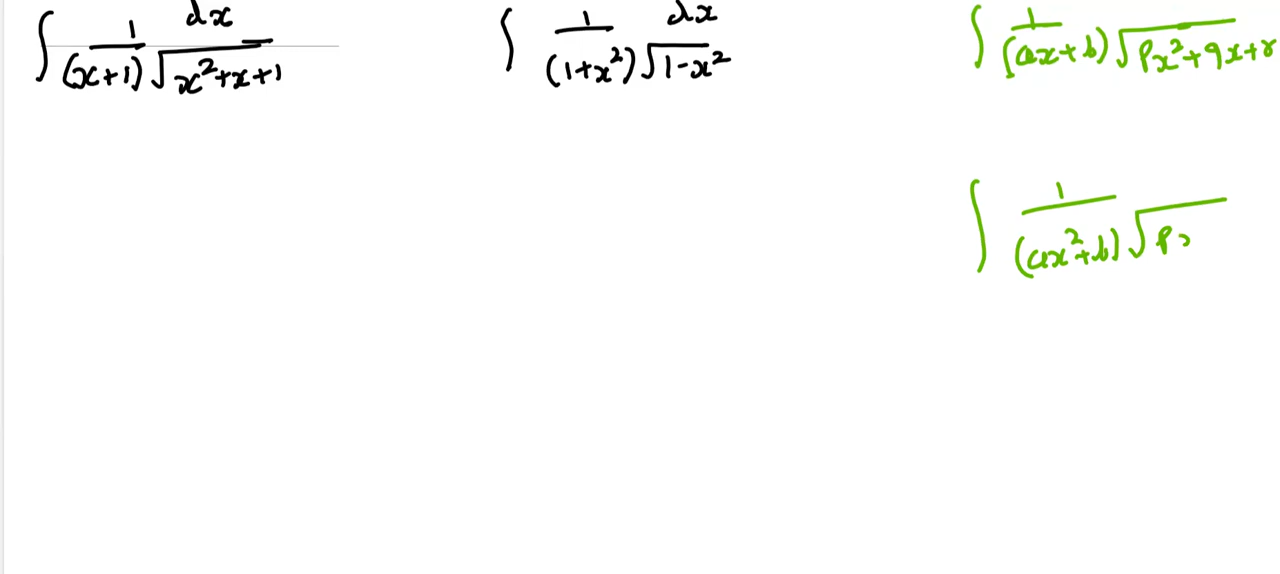 ∫ 1/((x+1)√(x²+x+1)) dx
∫ 1/((1+x²)√(1-x²)) dx
∫ 1/((ax+b)√(px²+qx+r))
∫ 1/((ax²+b)√(p